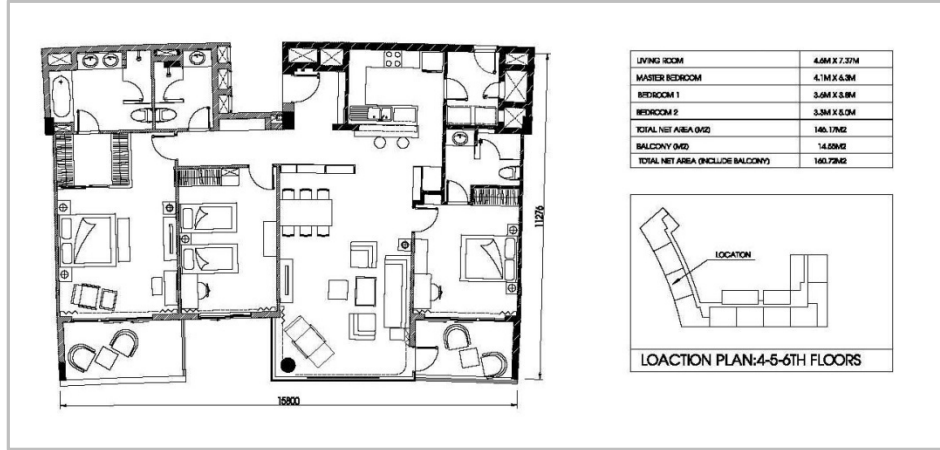 LIVING ROOM 4.6M X 7.37M
MASTER BEDROOM 4.1M X 6.3M
BEDROOM 1 3.6M X 3.8M
BEDROOM 2 3.3M X 5.0M
TOTAL NET AREA (M2) 146.17M2
BALCONY (M2) 14.55M2
TOTAL NET AREA (INCLUDE BALCONY) 160.72M2
11276
LOCATION
LOACTION PLAN:4-5-6TH FLOORS
15800